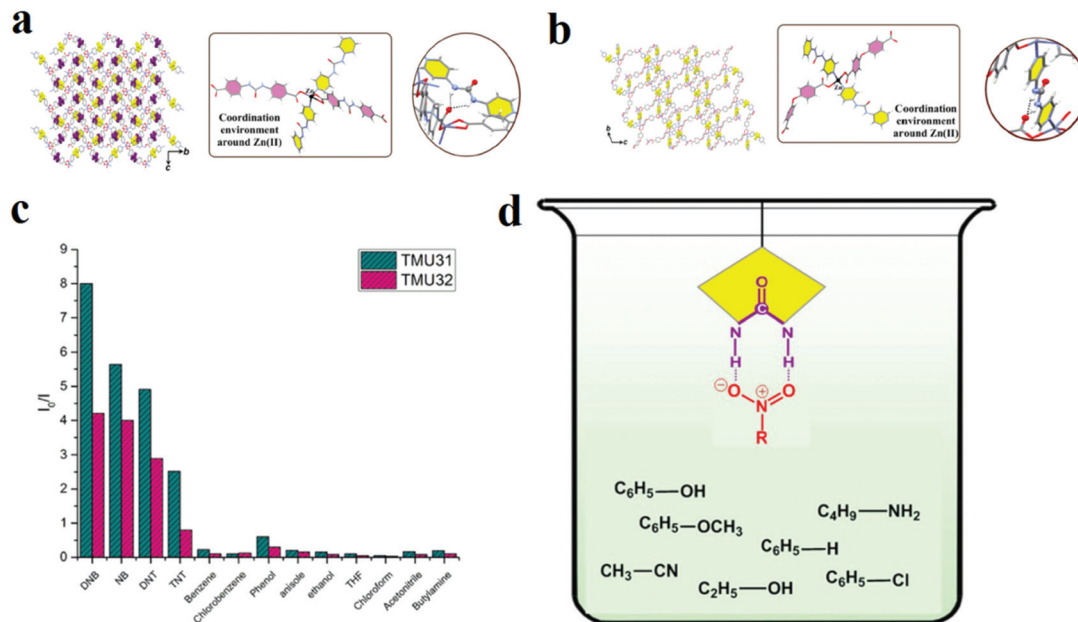 a
Zn
Coordination
environment
around Zn(II)
b
c
b
Zn
Coordination
environment
around Zn(II)
b
c
c
9
8
7
6
5
4
3
2
1
0
I₀/I
TMU31
TMU32
DNB
NB
DNT
TNT
Benzene
Chlorobenzene
Phenol
anisole
ethanol
THF
Chloroform
Acetonitrile
Butylamine
d
O
C
N N
H H
⊖ O ⊕ N O
R
C₆H₅—OH
C₆H₅—OCH₃
C₄H₉—NH₂
C₆H₅—H
CH₃—CN
C₂H₅—OH
C₆H₅—Cl